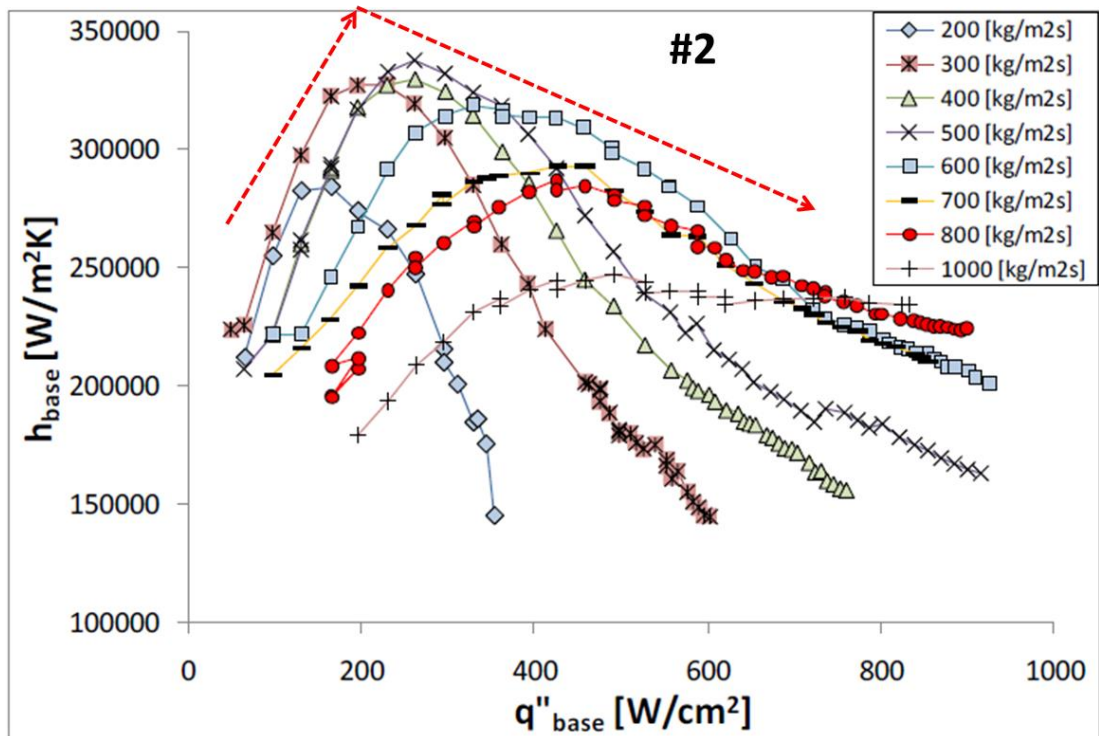 #2
350000
300000
250000
200000
150000
100000
h_base [W/m²K]
0 200 400 600 800 1000
q"_base [W/cm²]
200 [kg/m2s]
300 [kg/m2s]
400 [kg/m2s]
500 [kg/m2s]
600 [kg/m2s]
700 [kg/m2s]
800 [kg/m2s]
1000 [kg/m2s]